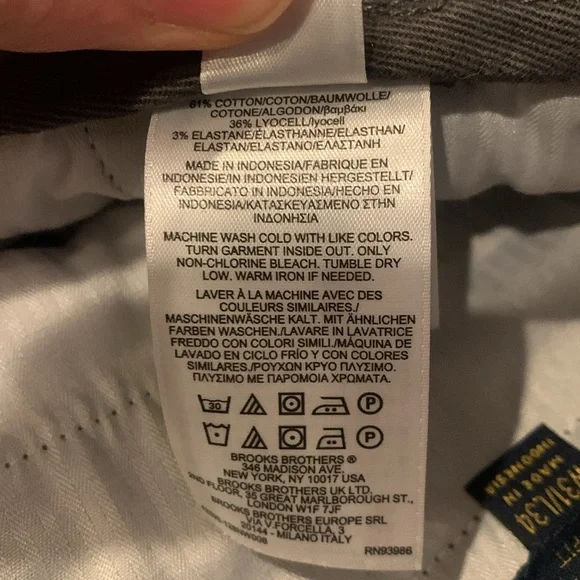 61% COTTON/COTON/BAUMWOLLE/
COTONE/ALGODON/βαμβάκι
36% LYOCELL/lyocell
3% ELASTANE/ÉLASTHANNE/ELASTHAN/
ELASTAN/ELASTANO/ΕΛΑΣΤΑΝΗ
MADE IN INDONESIA/FABRIQUE EN
INDONESIE/IN INDONESIEN HERGESTELLT/
FABBRICATO IN INDONESIA/HECHO EN
INDONESIA/ΚΑΤΑΣΚΕΥΑΣΜΕΝΟ ΣΤΗΝ
ΙΝΔΟΝΗΣΙΑ
MACHINE WASH COLD WITH LIKE COLORS.
TURN GARMENT INSIDE OUT. ONLY
NON-CHLORINE BLEACH. TUMBLE DRY
LOW. WARM IRON IF NEEDED.
LAVER À LA MACHINE AVEC DES
COULEURS SIMILAIRES./
MASCHINENWÄSCHE KALT. MIT ÄHNLICHEN
FARBEN WASCHEN./LAVARE IN LAVATRICE
FREDDO CON COLORI SIMILI./MÁQUINA DE
LAVADO EN CICLO FRÍO Y CON COLORES
SIMILARES./ΡΟΥΧΩΝ ΚΡΥΟ ΠΛΥΣΙΜΟ.
ΠΛΥΣΙΜΟ ΜΕ ΠΑΡΟΜΟΙΑ ΧΡΩΜΑΤΑ.
30 P
P
BROOKS BROTHERS ®
346 MADISON AVE.
NEW YORK, NY 10017 USA
BROOKS BROTHERS UK LTD.
2ND FLOOR, 35 GREAT MARLBOROUGH ST.,
LONDON W1F 7JF
BROOKS BROTHERS EUROPE SRL
VIA V.FORCELLA, 3
20144 - MILANO ITALY
RN93986
W31/L34
MADE IN
INDONESIA